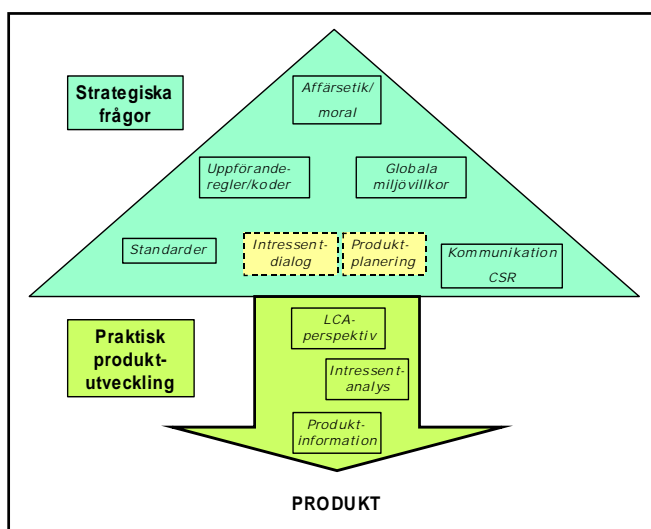 Strategiska
frågor
Affärsetik/
moral
Uppförande-
regler/koder
Globala
miljövillkor
Standarder
Intressent-
dialog
Produkt-
planering
Kommunikation
CSR
Praktisk
produkt-
utveckling
LCA-
perspektiv
Intressent-
analys
Produkt-
information
PRODUKT